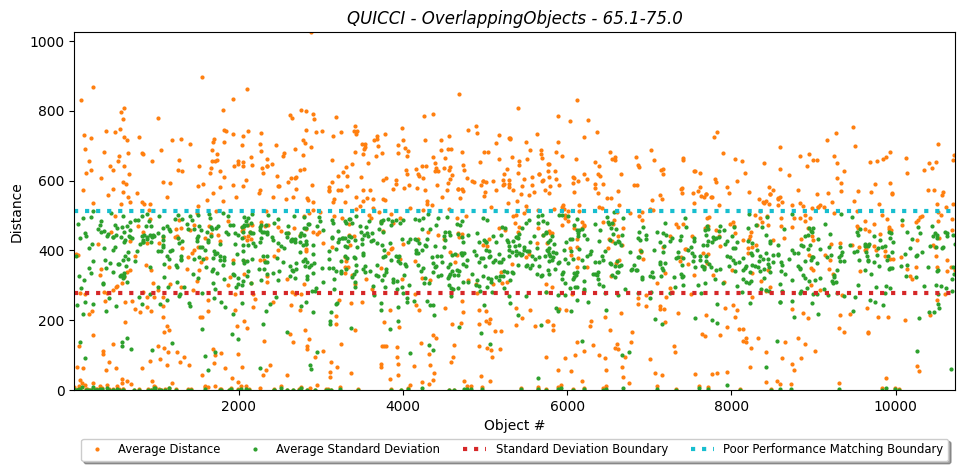 QUICCI - OverlappingObjects - 65.1-75.0
1000
800
600
400
200
0
Distance
2000 4000 6000 8000 10000
Object #
Average Distance Average Standard Deviation Standard Deviation Boundary Poor Performance Matching Boundary